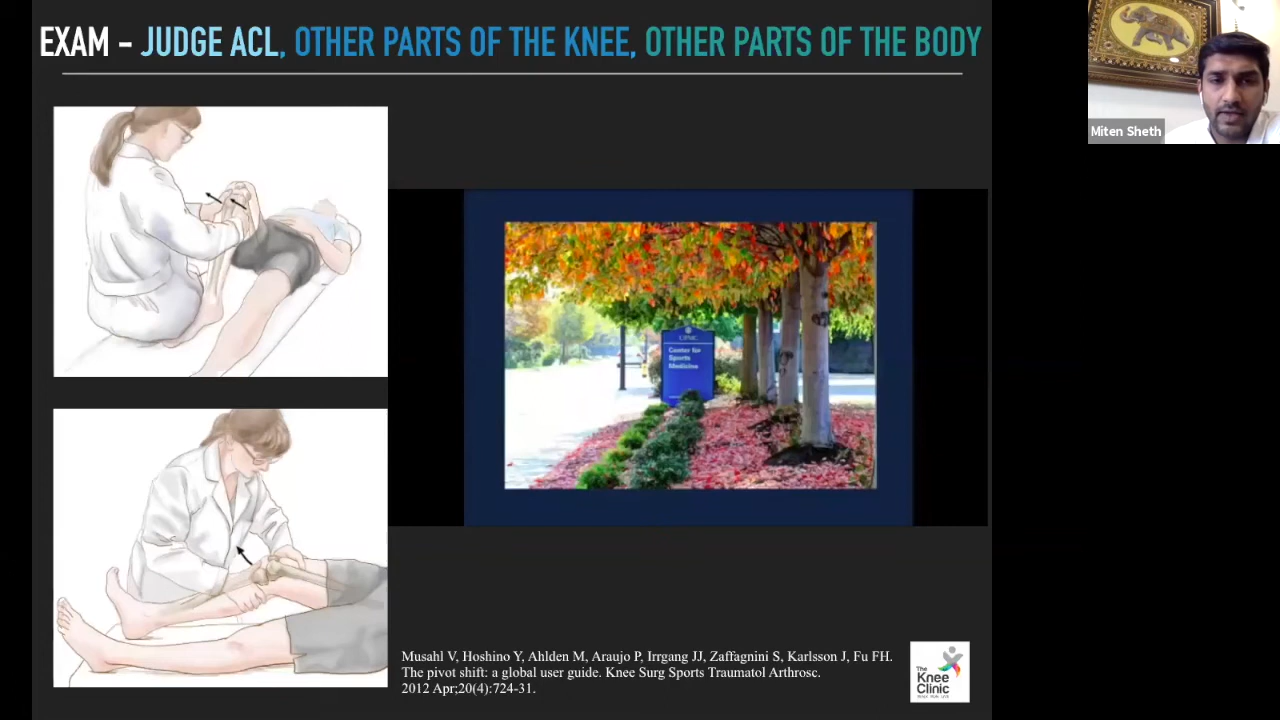 EXAM - JUDGE ACL, OTHER PARTS OF THE KNEE, OTHER PARTS OF THE BODY
Miten Sheth
UPMC
Center for
Sports
Medicine
Musahl V, Hoshino Y, Ahlden M, Araujo P, Irrgang JJ, Zaffagnini S, Karlsson J, Fu FH.
The pivot shift: a global user guide. Knee Surg Sports Traumatol Arthrosc.
2012 Apr;20(4):724-31.
The
Knee
Clinic